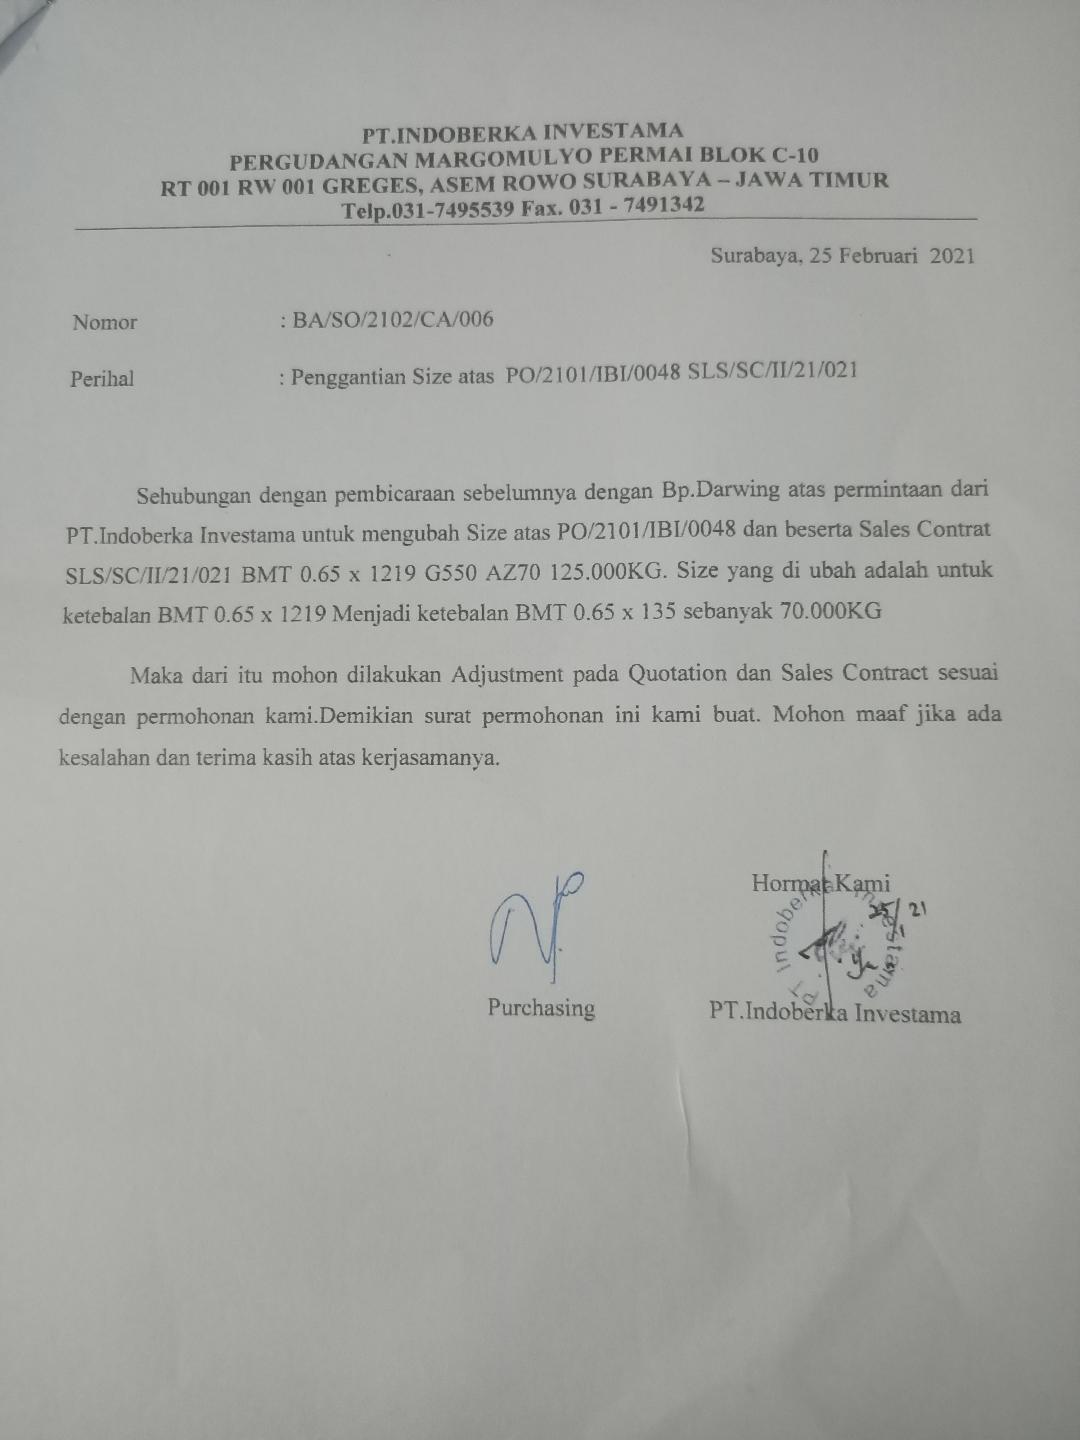 PT.INDOBERKA INVESTAMA
PERGUDANGAN MARGOMULYO PERMAI BLOK C-10
RT 001 RW 001 GREGES, ASEM ROWO SURABAYA – JAWA TIMUR
Telp.031-7495539 Fax. 031 - 7491342
Surabaya, 25 Februari 2021
Nomor : BA/SO/2102/CA/006
Perihal : Penggantian Size atas PO/2101/IBI/0048 SLS/SC/II/21/021
Sehubungan dengan pembicaraan sebelumnya dengan Bp.Darwing atas permintaan dari
PT.Indoberka Investama untuk mengubah Size atas PO/2101/IBI/0048 dan beserta Sales Contrat
SLS/SC/II/21/021 BMT 0.65 x 1219 G550 AZ70 125.000KG. Size yang di ubah adalah untuk
ketebalan BMT 0.65 x 1219 Menjadi ketebalan BMT 0.65 x 135 sebanyak 70.000KG
Maka dari itu mohon dilakukan Adjustment pada Quotation dan Sales Contract sesuai
dengan permohonan kami.Demikian surat permohonan ini kami buat. Mohon maaf jika ada
kesalahan dan terima kasih atas kerjasamanya.
Hormat Kami
PT Indoberka Investama
Purchasing
PT.Indoberka Investama